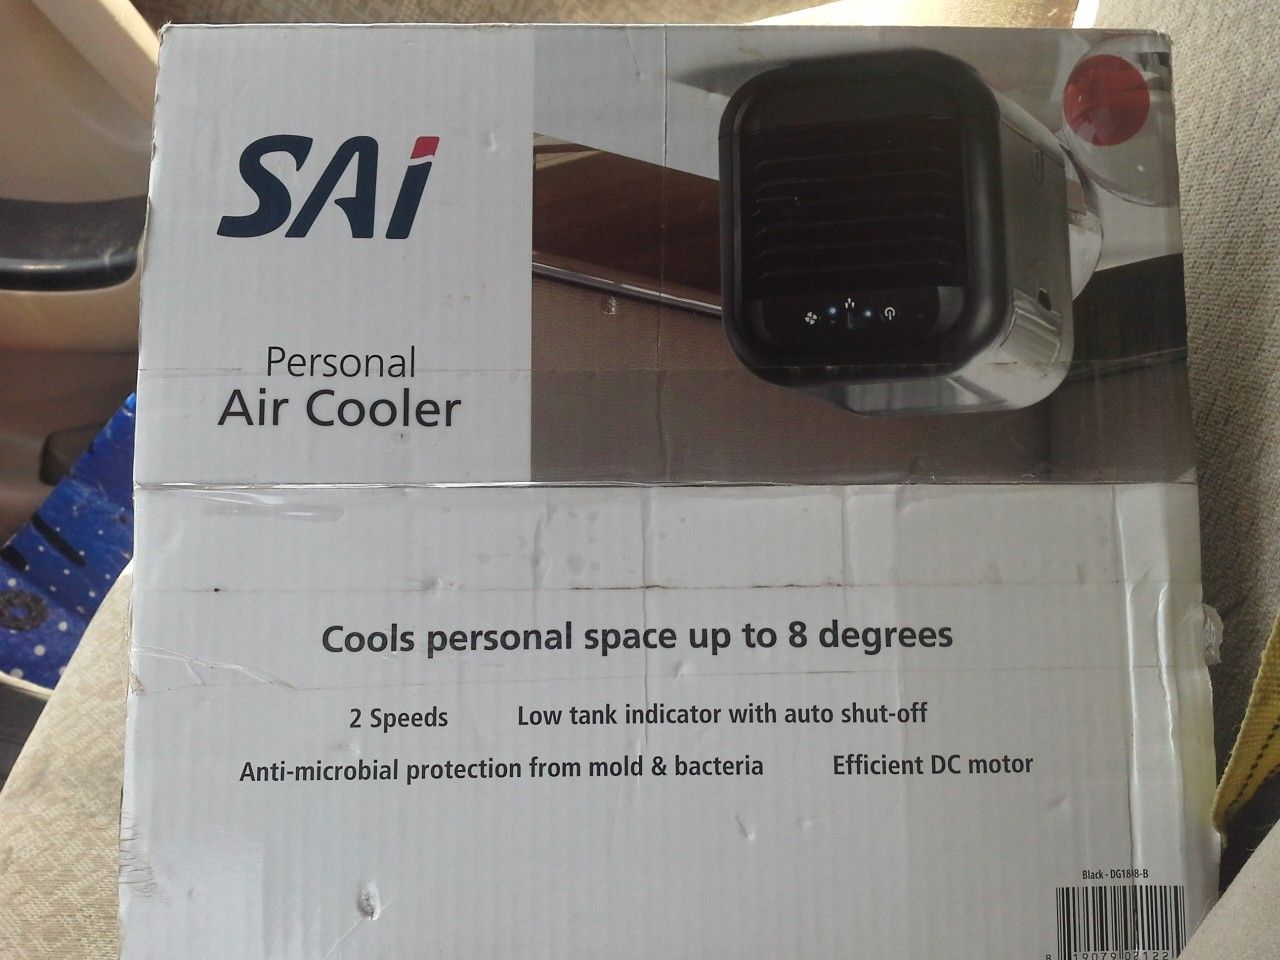 SAi
Personal
Air Cooler
Cools personal space up to 8 degrees
2 Speeds Low tank indicator with auto shut-off
Anti-microbial protection from mold & bacteria Efficient DC motor
Black -